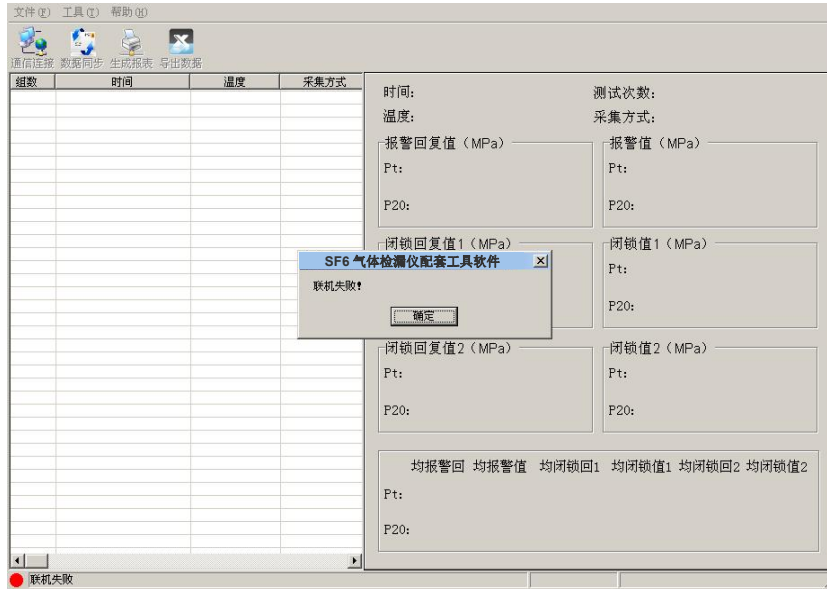 文件(F) 工具(T) 帮助(H)
通信连接 数据同步 生成报表 导出数据
组数 时间 温度 采集方式
时间: 测试次数:
温度: 采集方式:
报警回复值（MPa） 报警值（MPa）
Pt: Pt:
P20: P20:
闭锁回复值1（MPa） 闭锁值1（MPa）
SF6 气体检漏仪配套工具软件
Pt:
联机失败!
P20:
确定
闭锁回复值2（MPa） 闭锁值2（MPa）
Pt: Pt:
P20: P20:
均报警回 均报警值 均闭锁回1 均闭锁值1 均闭锁回2 均闭锁值2
Pt:
P20:
联机失败